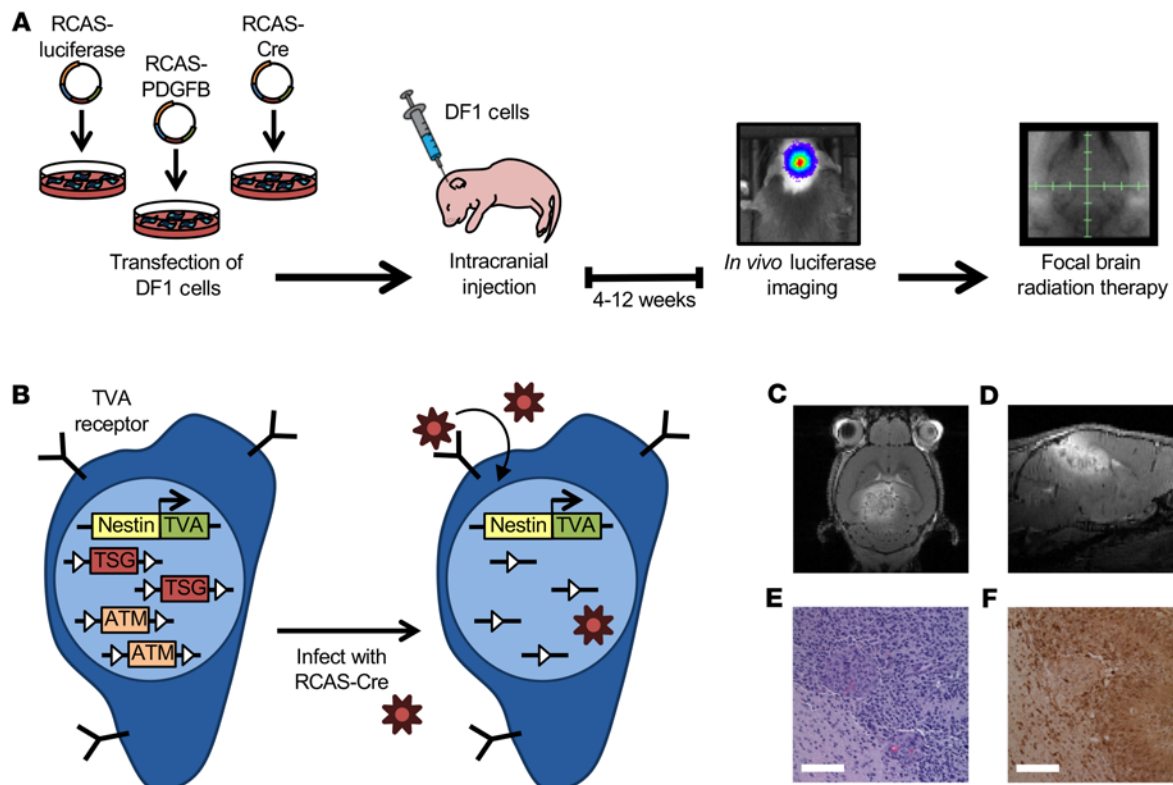 A
RCAS-
luciferase
RCAS-
PDGFB
RCAS-
Cre
Transfection of
DF1 cells
DF1 cells
Intracranial
injection
4-12 weeks
In vivo luciferase
imaging
Focal brain
radiation therapy
B
TVA
receptor
Nestin TVA
TSG
TSG
ATM
ATM
Infect with
RCAS-Cre
Nestin TVA
C
D
E
F